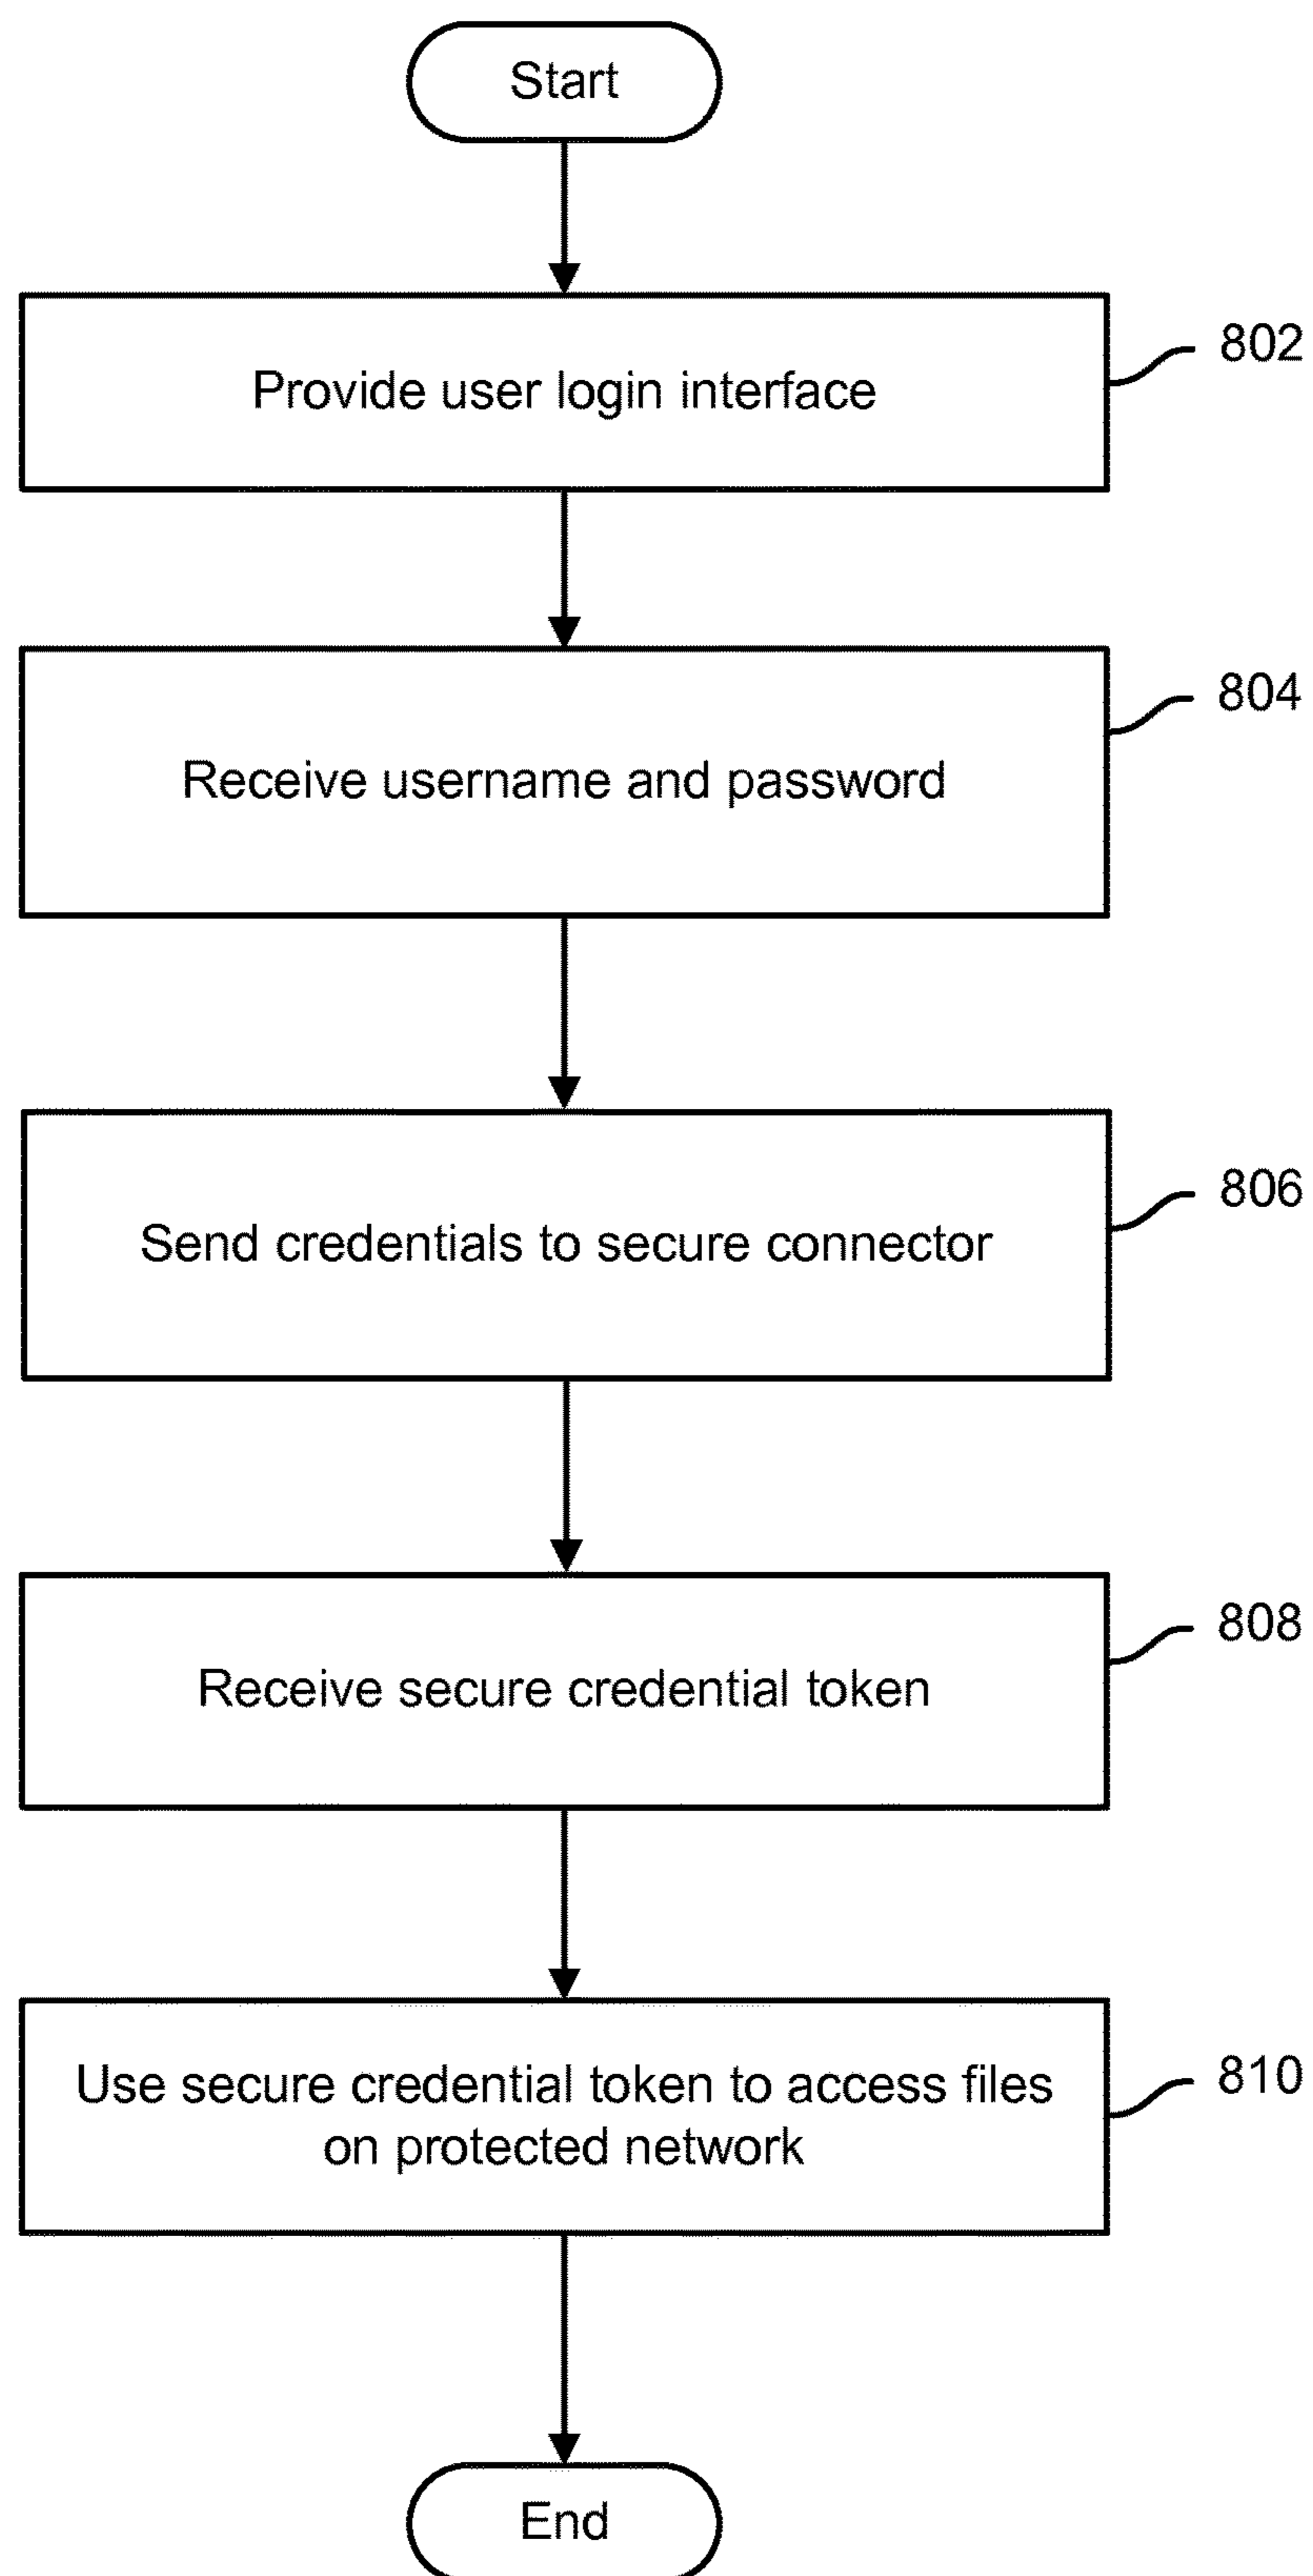 Start
Provide user login interface
802
Receive username and password
804
Send credentials to secure connector
806
Receive secure credential token
808
Use secure credential token to access files
on protected network
810
End